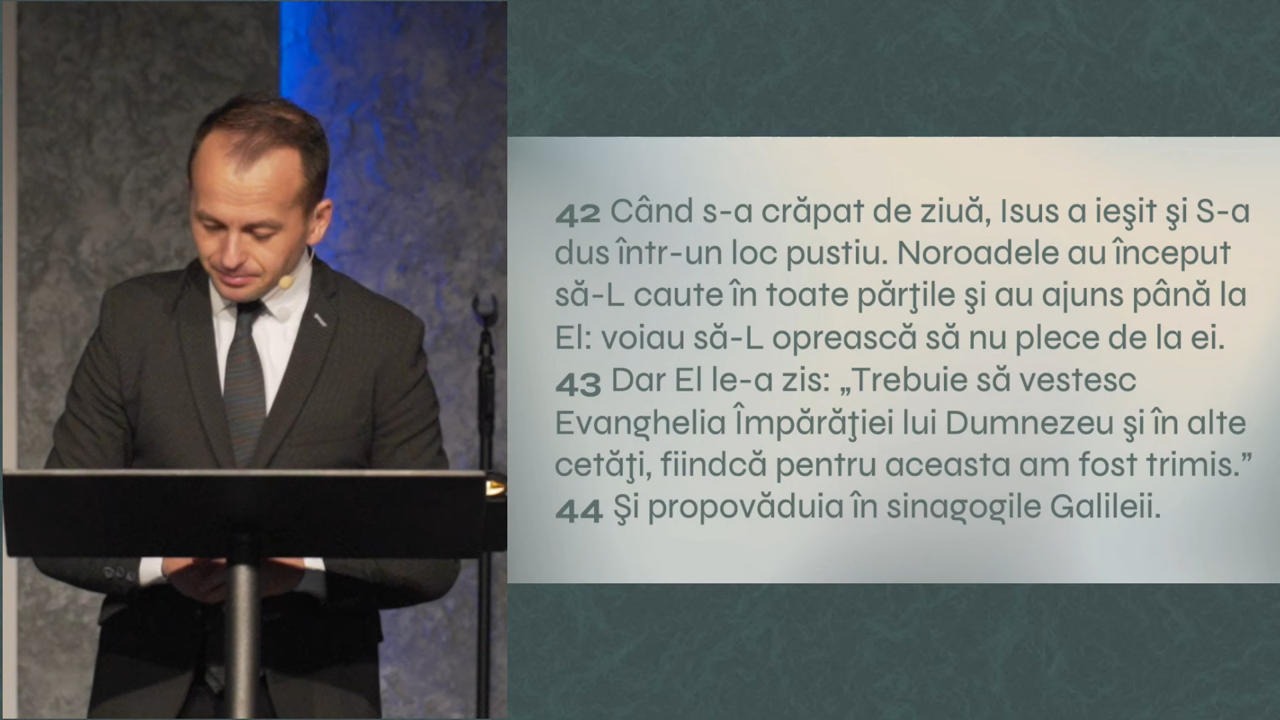 42 Când s-a crăpat de ziuă, Isus a ieşit şi S-a
dus într-un loc pustiu. Noroadele au început
să-L caute în toate părţile şi au ajuns până la
El: voiau să-L oprească să nu plece de la ei.
43 Dar El le-a zis: „Trebuie să vestesc
Evanghelia Împărăţiei lui Dumnezeu şi în alte
cetăţi, fiindcă pentru aceasta am fost trimis.”
44 Şi propovăduia în sinagogile Galileii.